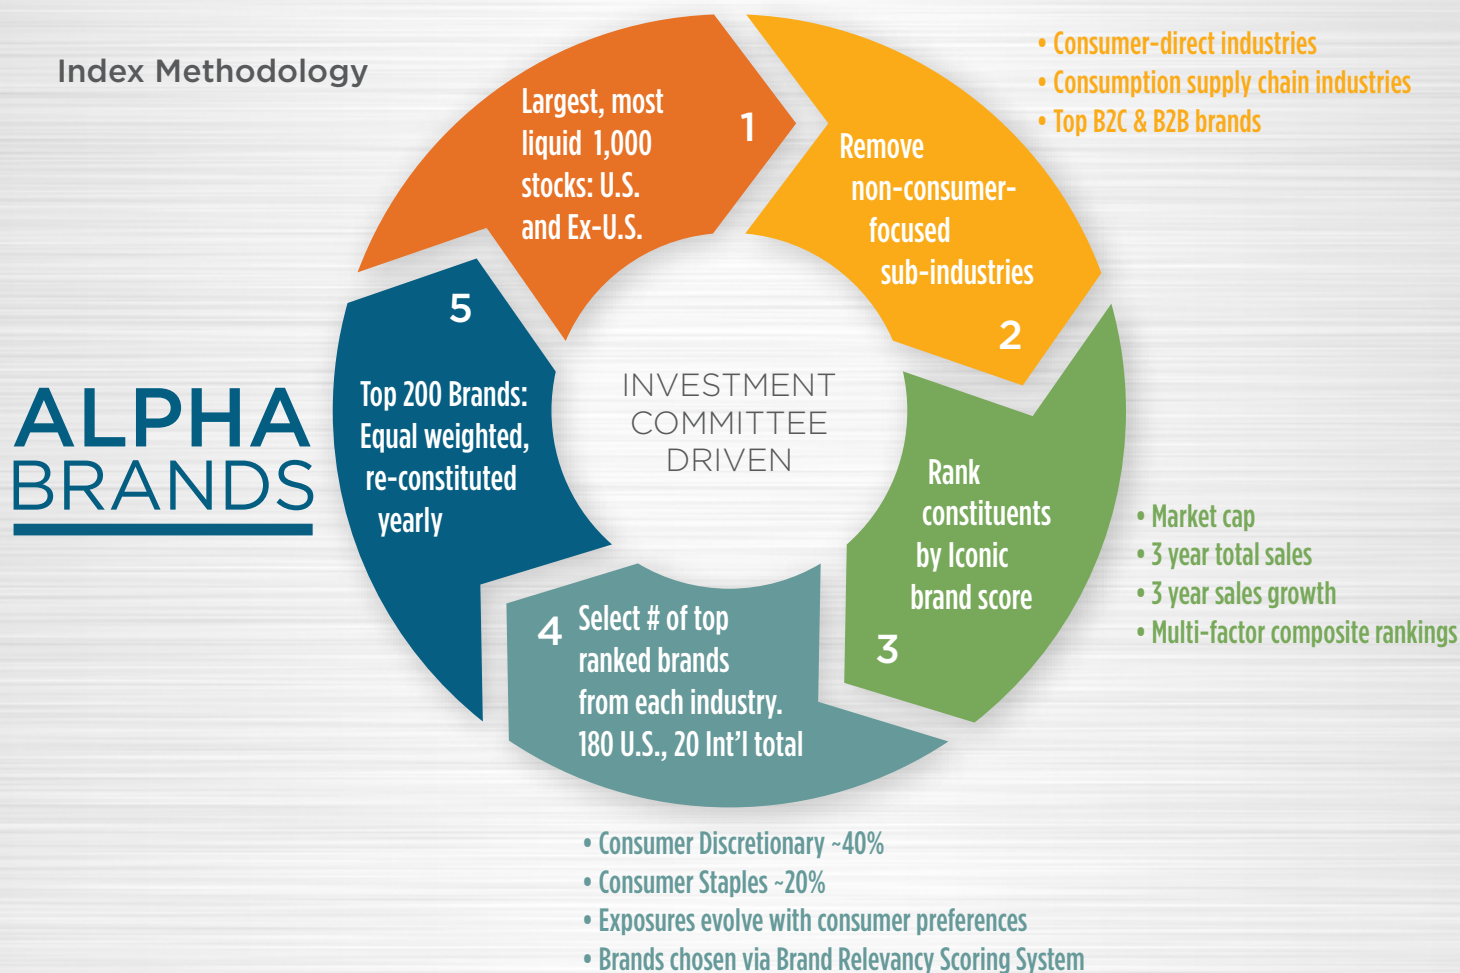 Index Methodology
Largest, most
liquid 1,000
stocks: U.S.
and Ex-U.S.
1
Remove
non-consumer-
focused
sub-industries
2
• Consumer-direct industries
• Consumption supply chain industries
• Top B2C & B2B brands
Rank
constituents
by Iconic
brand score
3
• Market cap
• 3 year total sales
• 3 year sales growth
• Multi-factor composite rankings
4
Select # of top
ranked brands
from each industry.
180 U.S., 20 Int'l total
• Consumer Discretionary ~40%
• Consumer Staples ~20%
• Exposures evolve with consumer preferences
• Brands chosen via Brand Relevancy Scoring System
5
Top 200 Brands:
Equal weighted,
re-constituted
yearly
INVESTMENT
COMMITTEE
DRIVEN
ALPHA
BRANDS